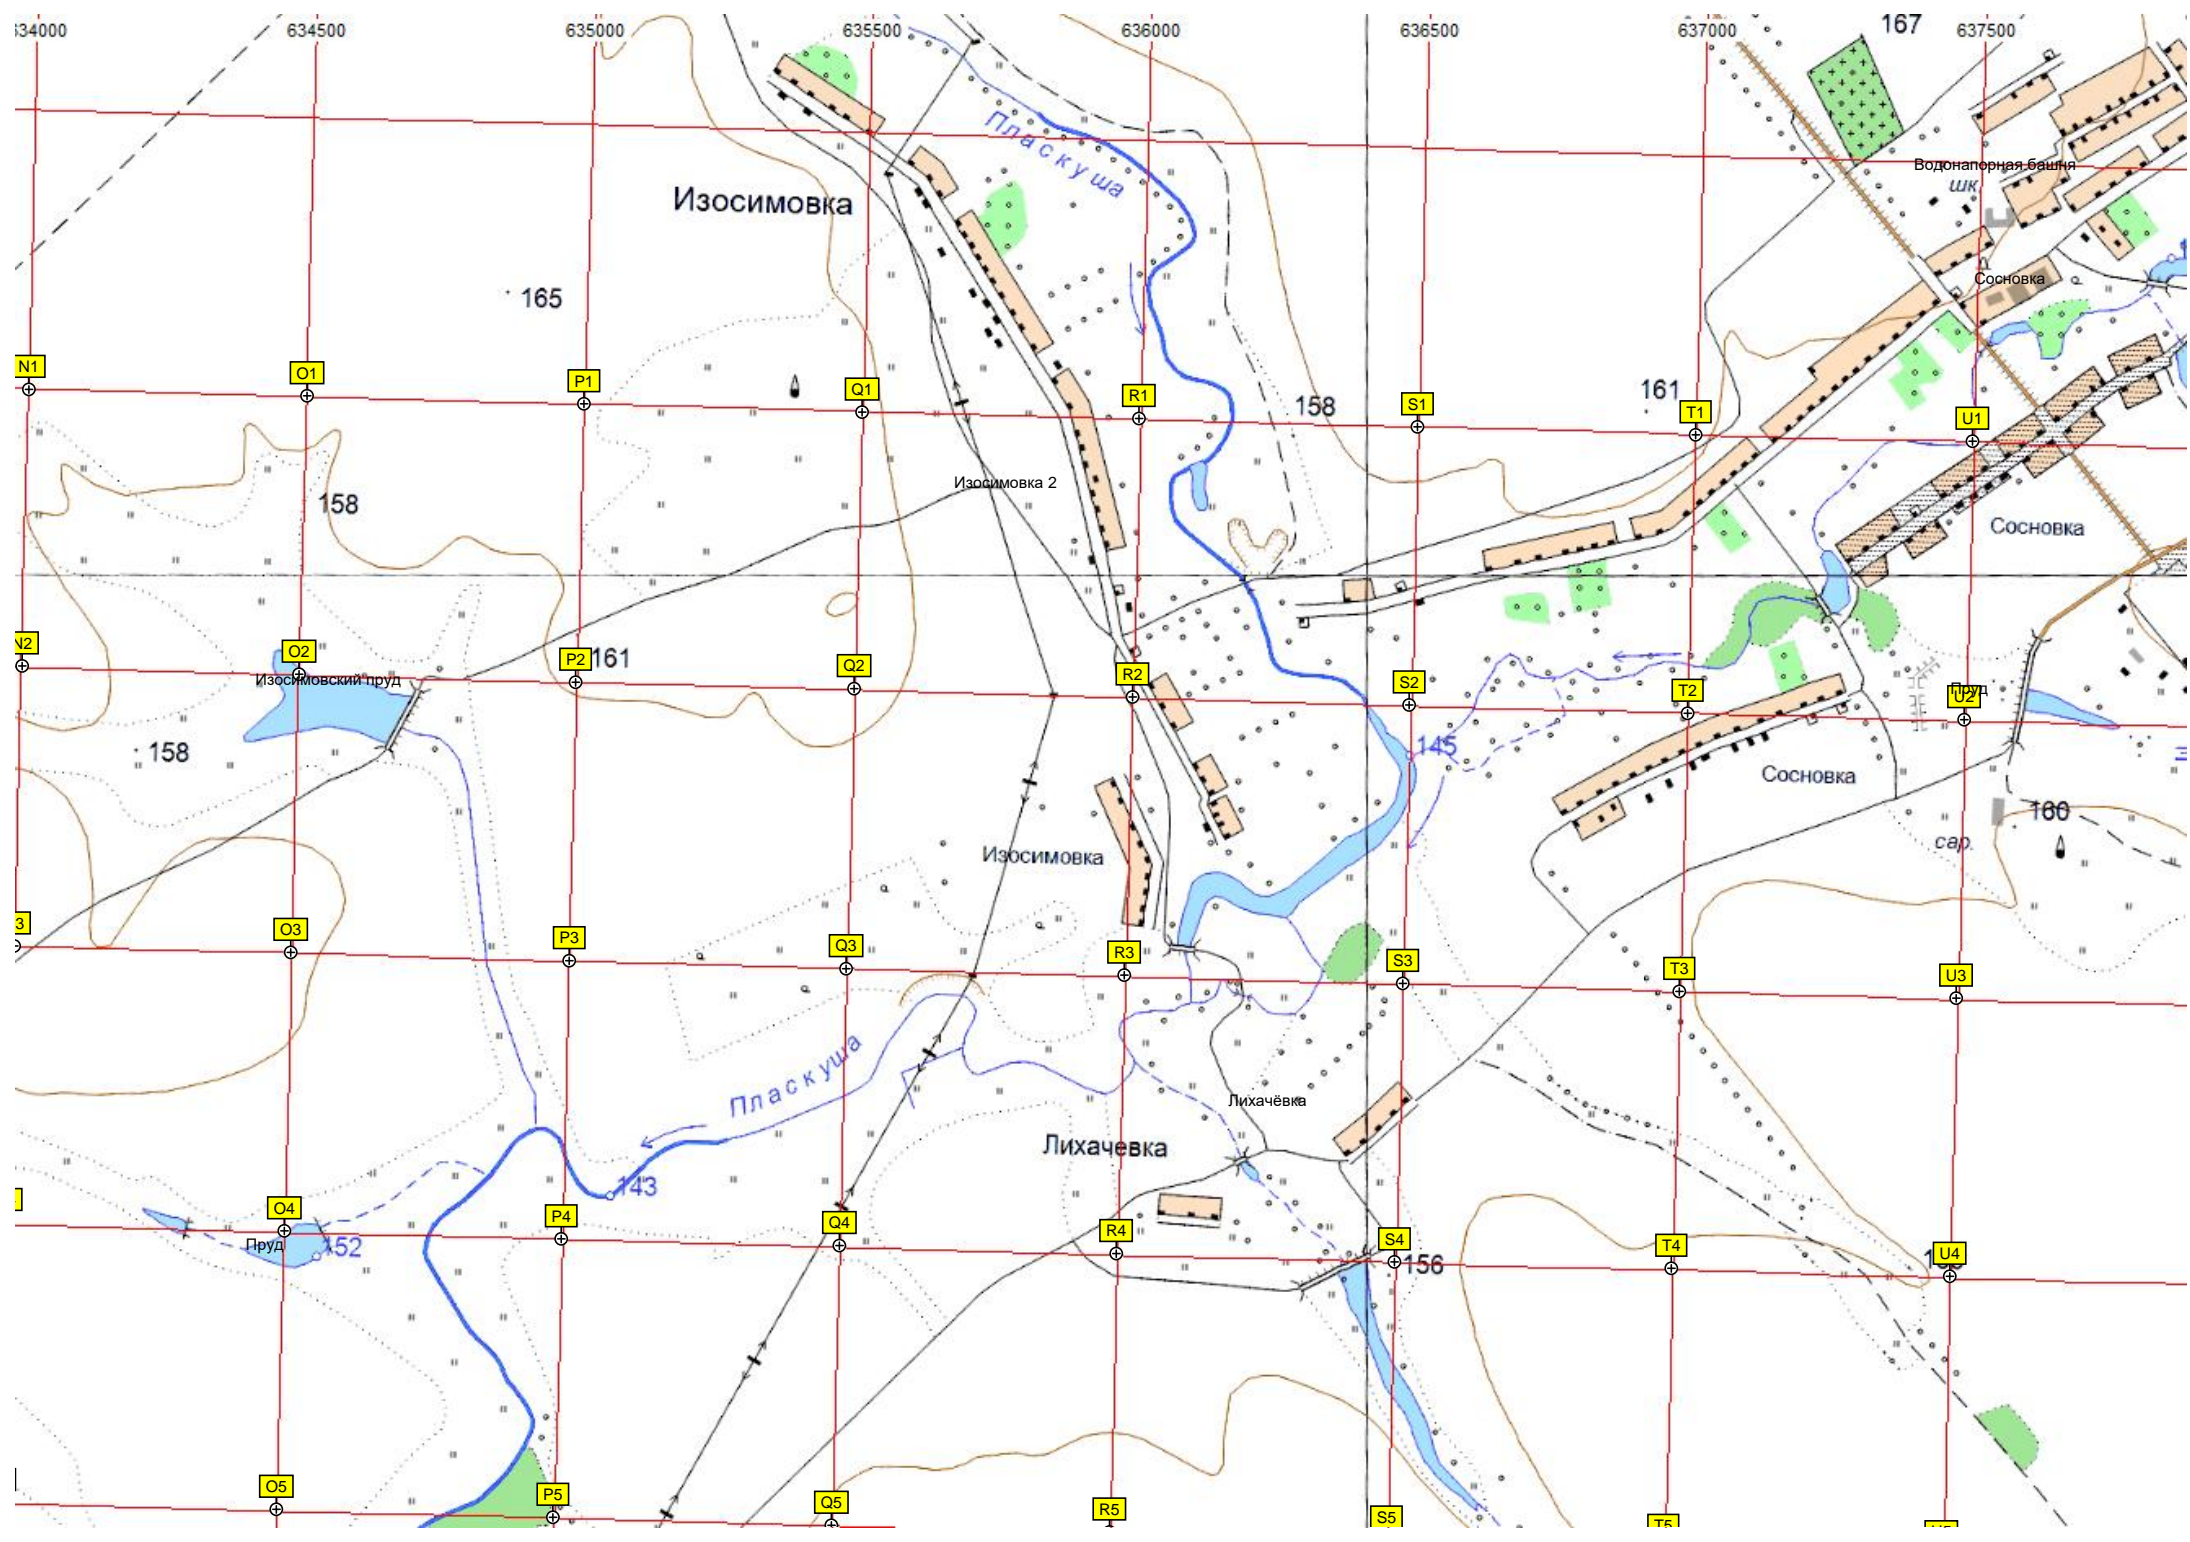 634000 634500 635000 635500 636000 636500 637000 167 637500
Пласкуша
Водонапорная башня
шк
Изосимовка
165
Сосновка
N1 O1 P1 Q1 R1 158 S1 161 T1 U1
158
Изосимовка 2
Сосновка
N2 O2 P2 161 Q2 R2 S2 T2 U2
Изосимовский пруд
Пруд
158
145
Сосновка
160
Изосимовка
сар.
3 O3 P3 Q3 R3 S3 T3 U3
Пласкуша
Лихачёвка
Лихачевка
143
O4 P4 Q4 R4 S4 T4 U4
Пруд 152
156
O5 P5 Q5 R5 S5 T5